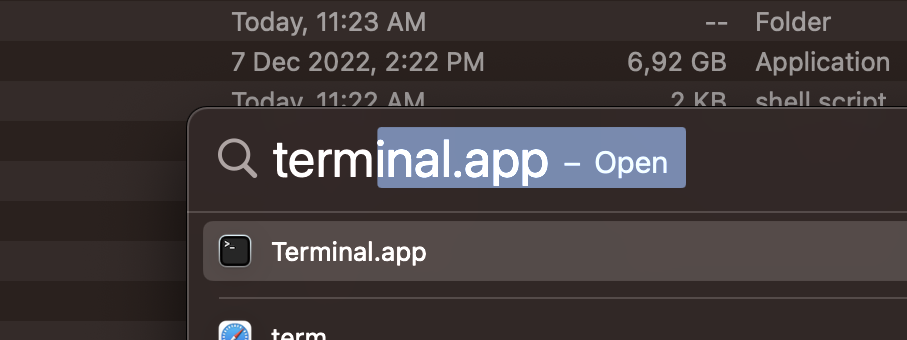 Today, 11:23 AM -- Folder
7 Dec 2022, 2:22 PM 6,92 GB Application
Today, 11:22 AM 2 KB shell script
terminal.app – Open
Terminal.app
term